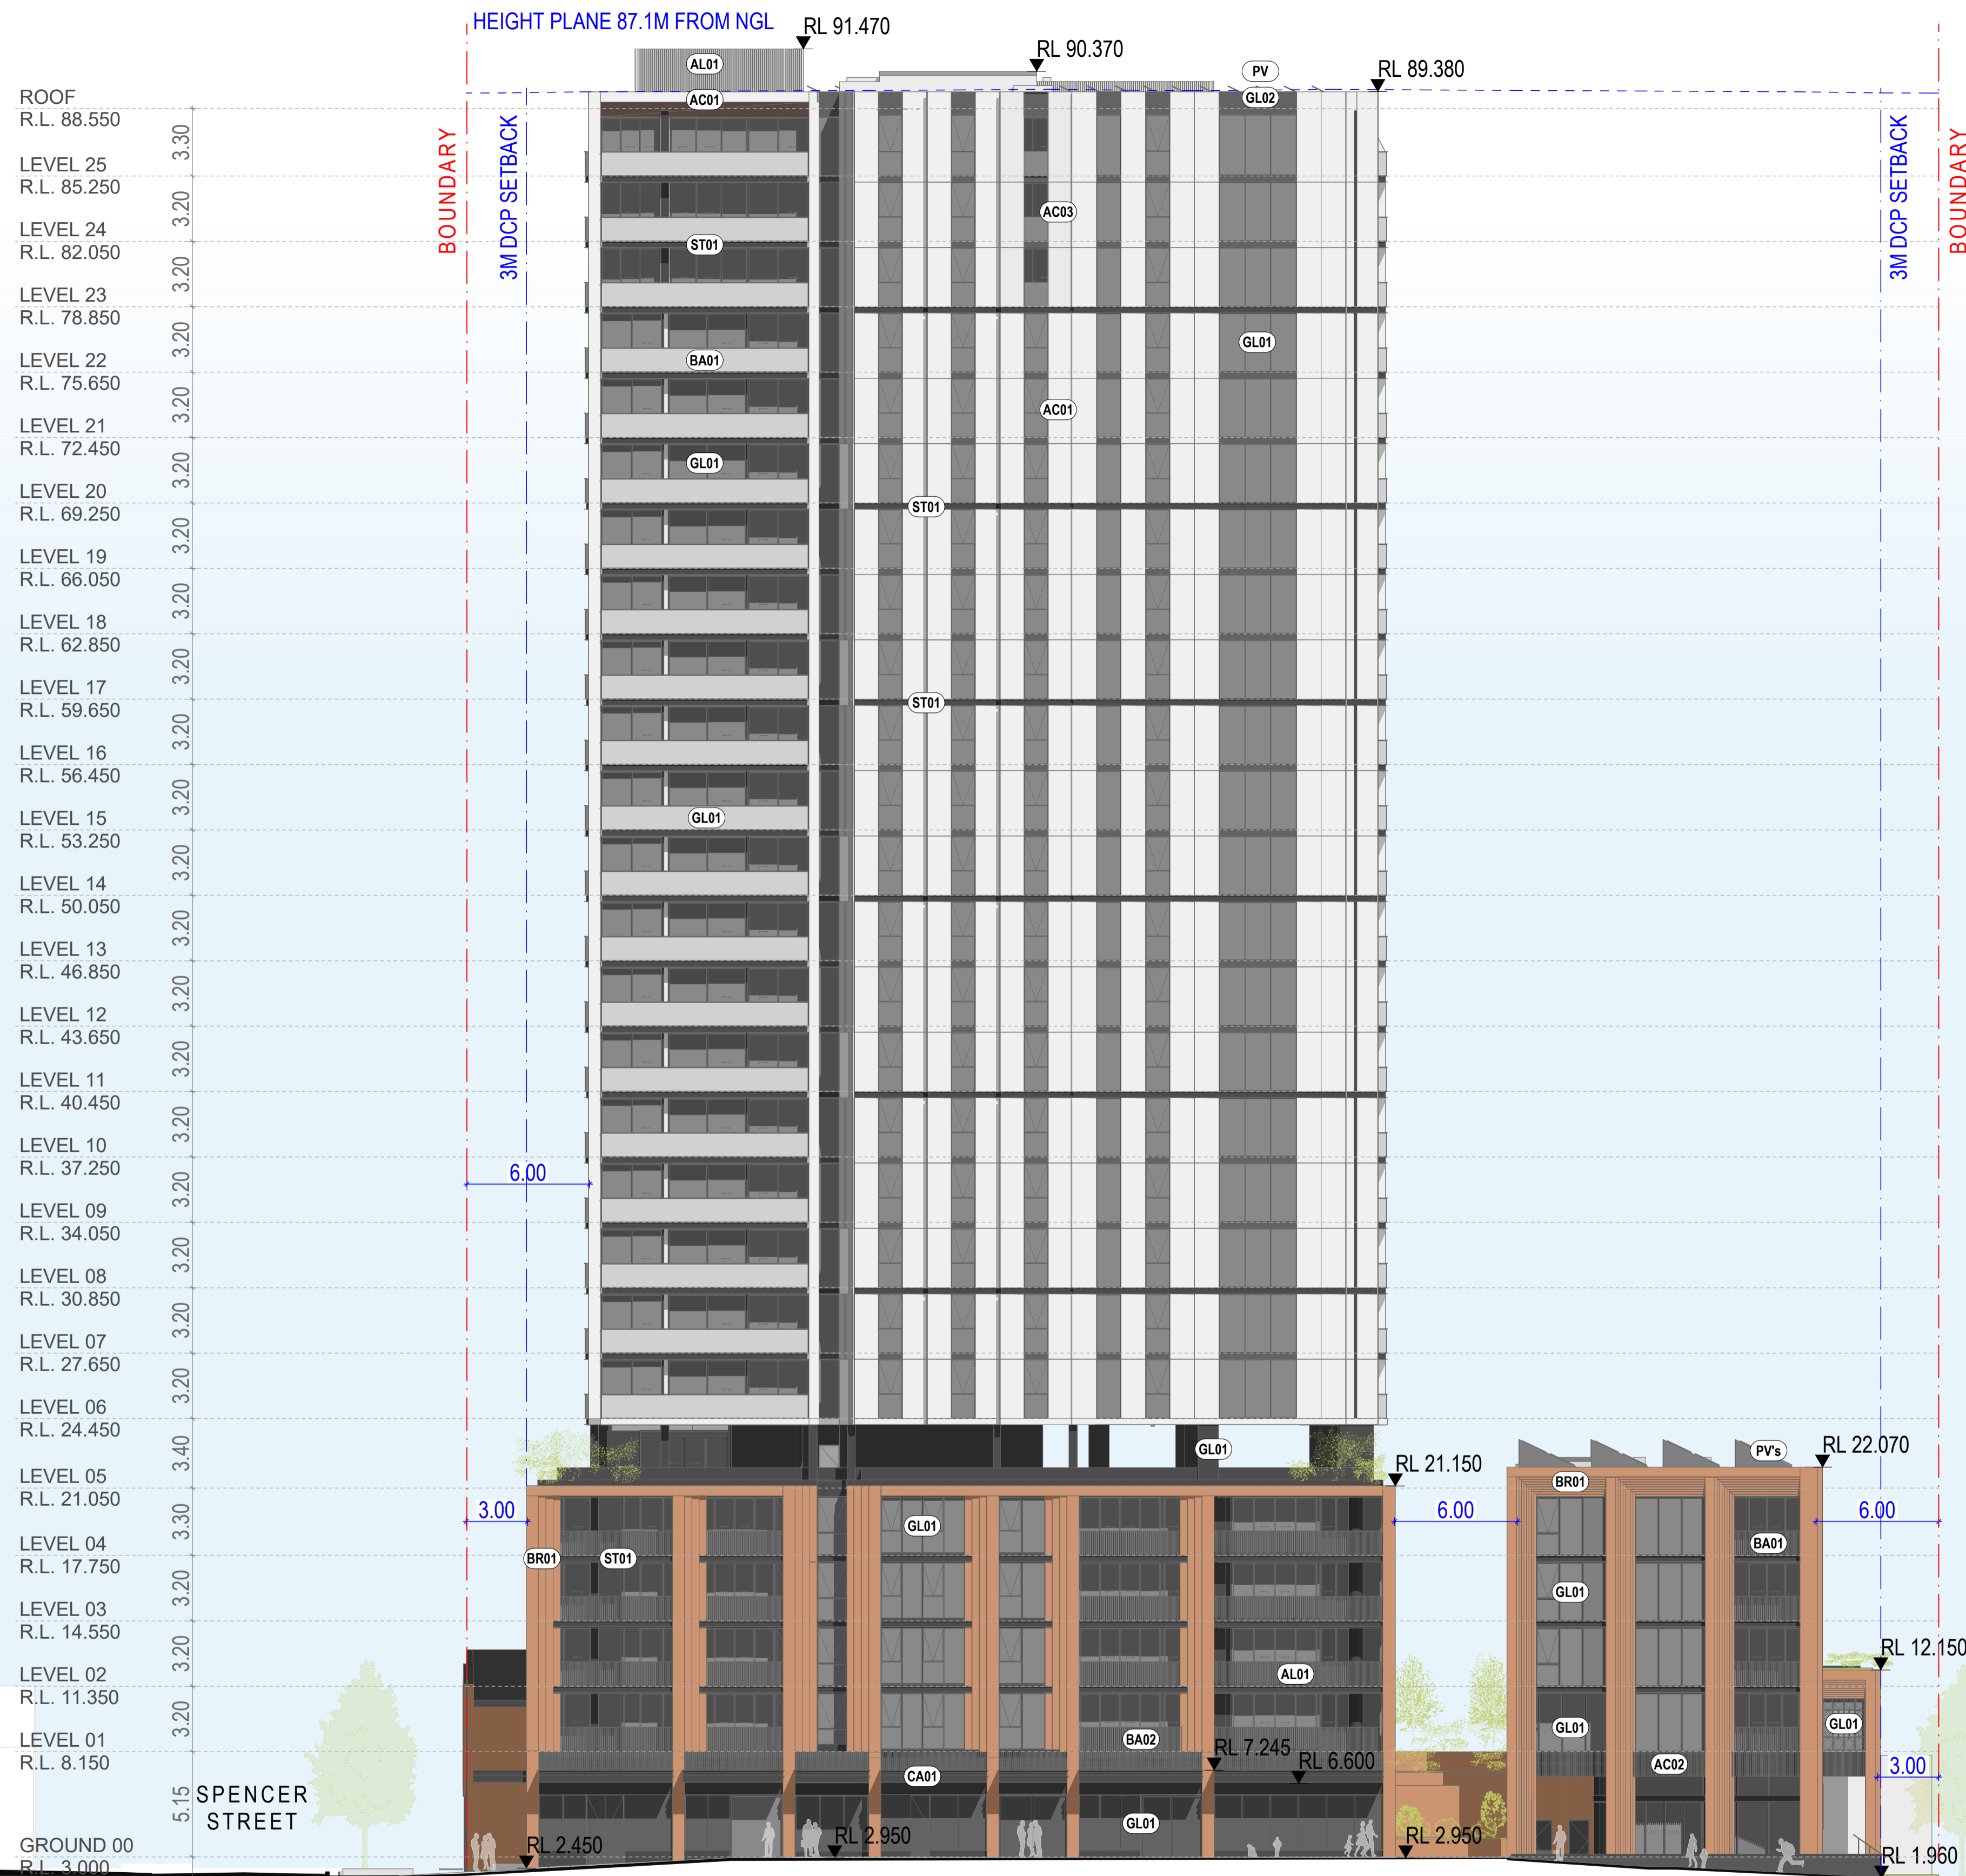 HEIGHT PLANE 87.1M FROM NGL
RL 91.470
RL 90.370
RL 89.380
AL01
PV
AC01
GL02
ROOF
R.L. 88.550
3.30
BOUNDARY
3M DCP SETBACK
3M DCP SETBACK
BOUNDARY
LEVEL 25
R.L. 85.250
3.20
AC03
LEVEL 24
R.L. 82.050
ST01
3.20
LEVEL 23
R.L. 78.850
3.20
GL01
LEVEL 22
R.L. 75.650
BA01
3.20
AC01
LEVEL 21
R.L. 72.450
3.20
GL01
LEVEL 20
R.L. 69.250
ST01
3.20
LEVEL 19
R.L. 66.050
3.20
LEVEL 18
R.L. 62.850
3.20
LEVEL 17
R.L. 59.650
ST01
3.20
LEVEL 16
R.L. 56.450
3.20
LEVEL 15
R.L. 53.250
GL01
3.20
LEVEL 14
R.L. 50.050
3.20
LEVEL 13
R.L. 46.850
3.20
LEVEL 12
R.L. 43.650
3.20
LEVEL 11
R.L. 40.450
3.20
LEVEL 10
R.L. 37.250
6.00
3.20
LEVEL 09
R.L. 34.050
3.20
LEVEL 08
R.L. 30.850
3.20
LEVEL 07
R.L. 27.650
3.20
LEVEL 06
R.L. 24.450
3.40
GL01
PV's
RL 22.070
LEVEL 05
R.L. 21.050
RL 21.150
BR01
3.00
6.00
6.00
3.30
GL01
LEVEL 04
R.L. 17.750
BR01
ST01
BA01
3.20
GL01
LEVEL 03
R.L. 14.550
3.20
RL 12.150
LEVEL 02
R.L. 11.350
AL01
3.20
BA02
GL01
GL01
LEVEL 01
R.L. 8.150
RL 7.245
RL 6.600
CA01
AC02
3.00
5.15
SPENCER
STREET
GL01
GROUND 00
R.L. 3.000
RL 2.450
RL 2.950
RL 2.950
RL 1.960